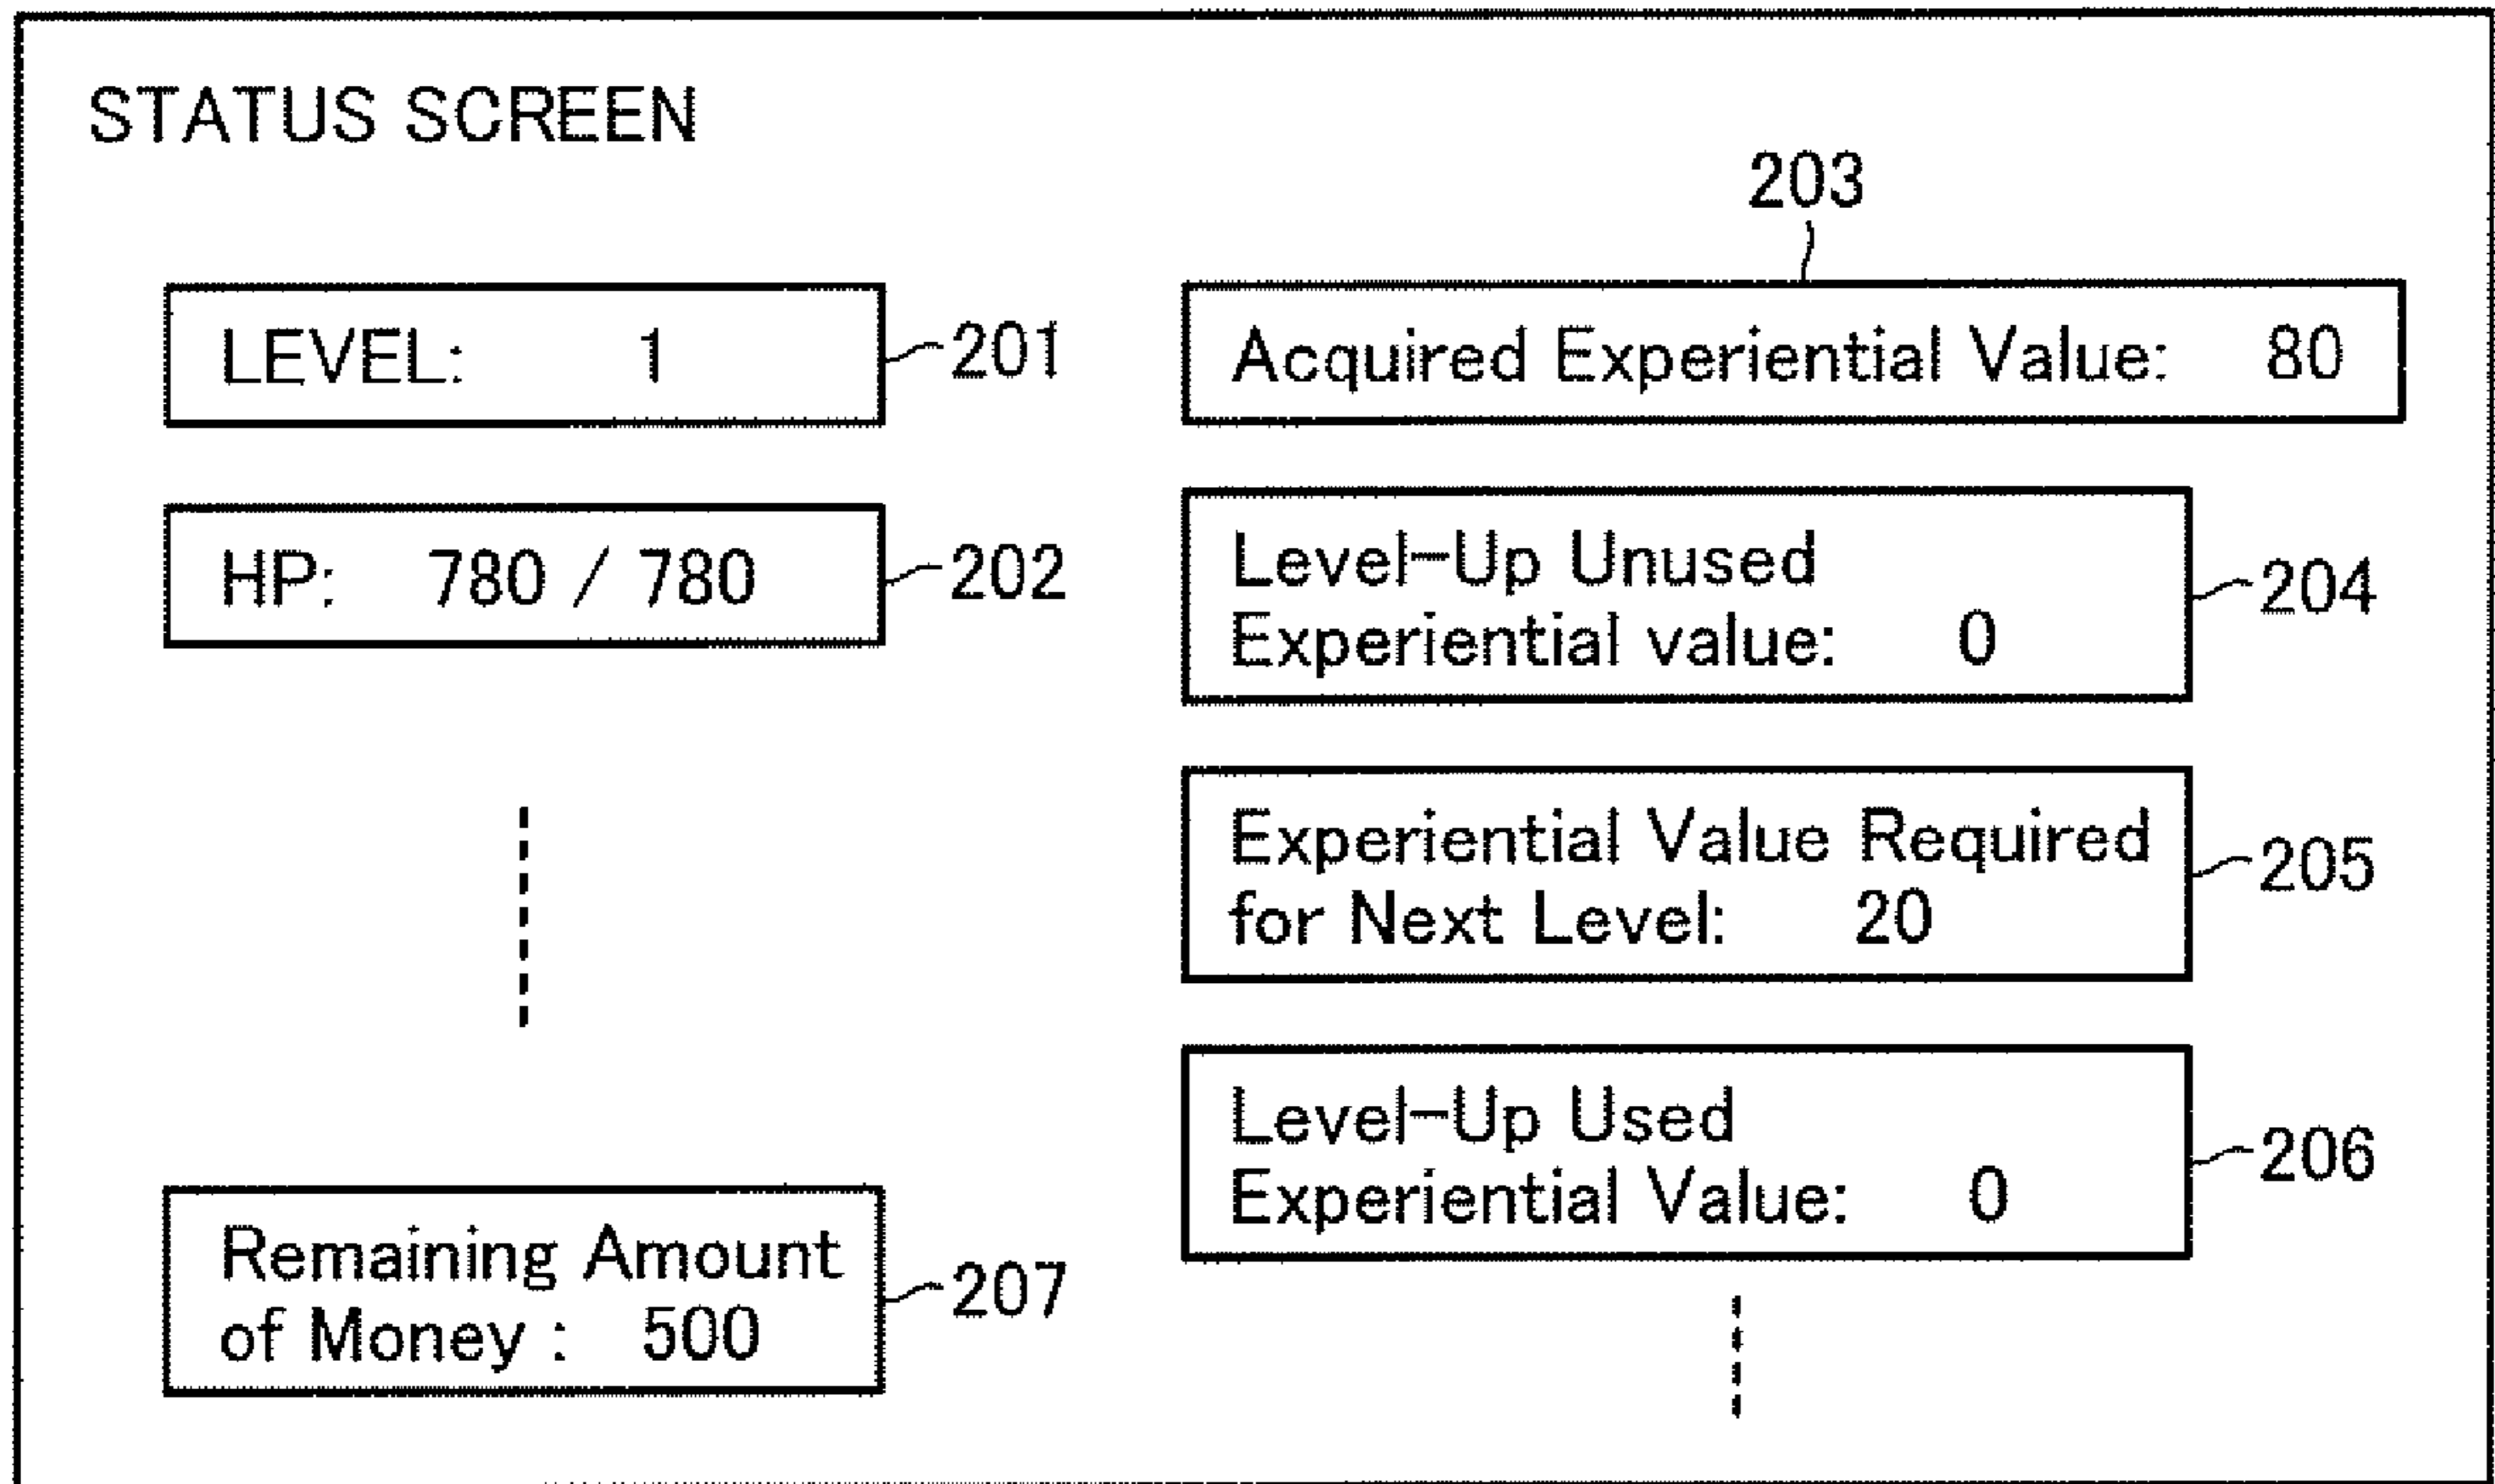 STATUS SCREEN
LEVEL: 1
201
HP: 780 / 780
202
Remaining Amount
of Money : 500
207
203
Acquired Experiential Value: 80
Level-Up Unused
Experiential value: 0
204
Experiential Value Required
for Next Level: 20
205
Level-Up Used
Experiential Value: 0
206